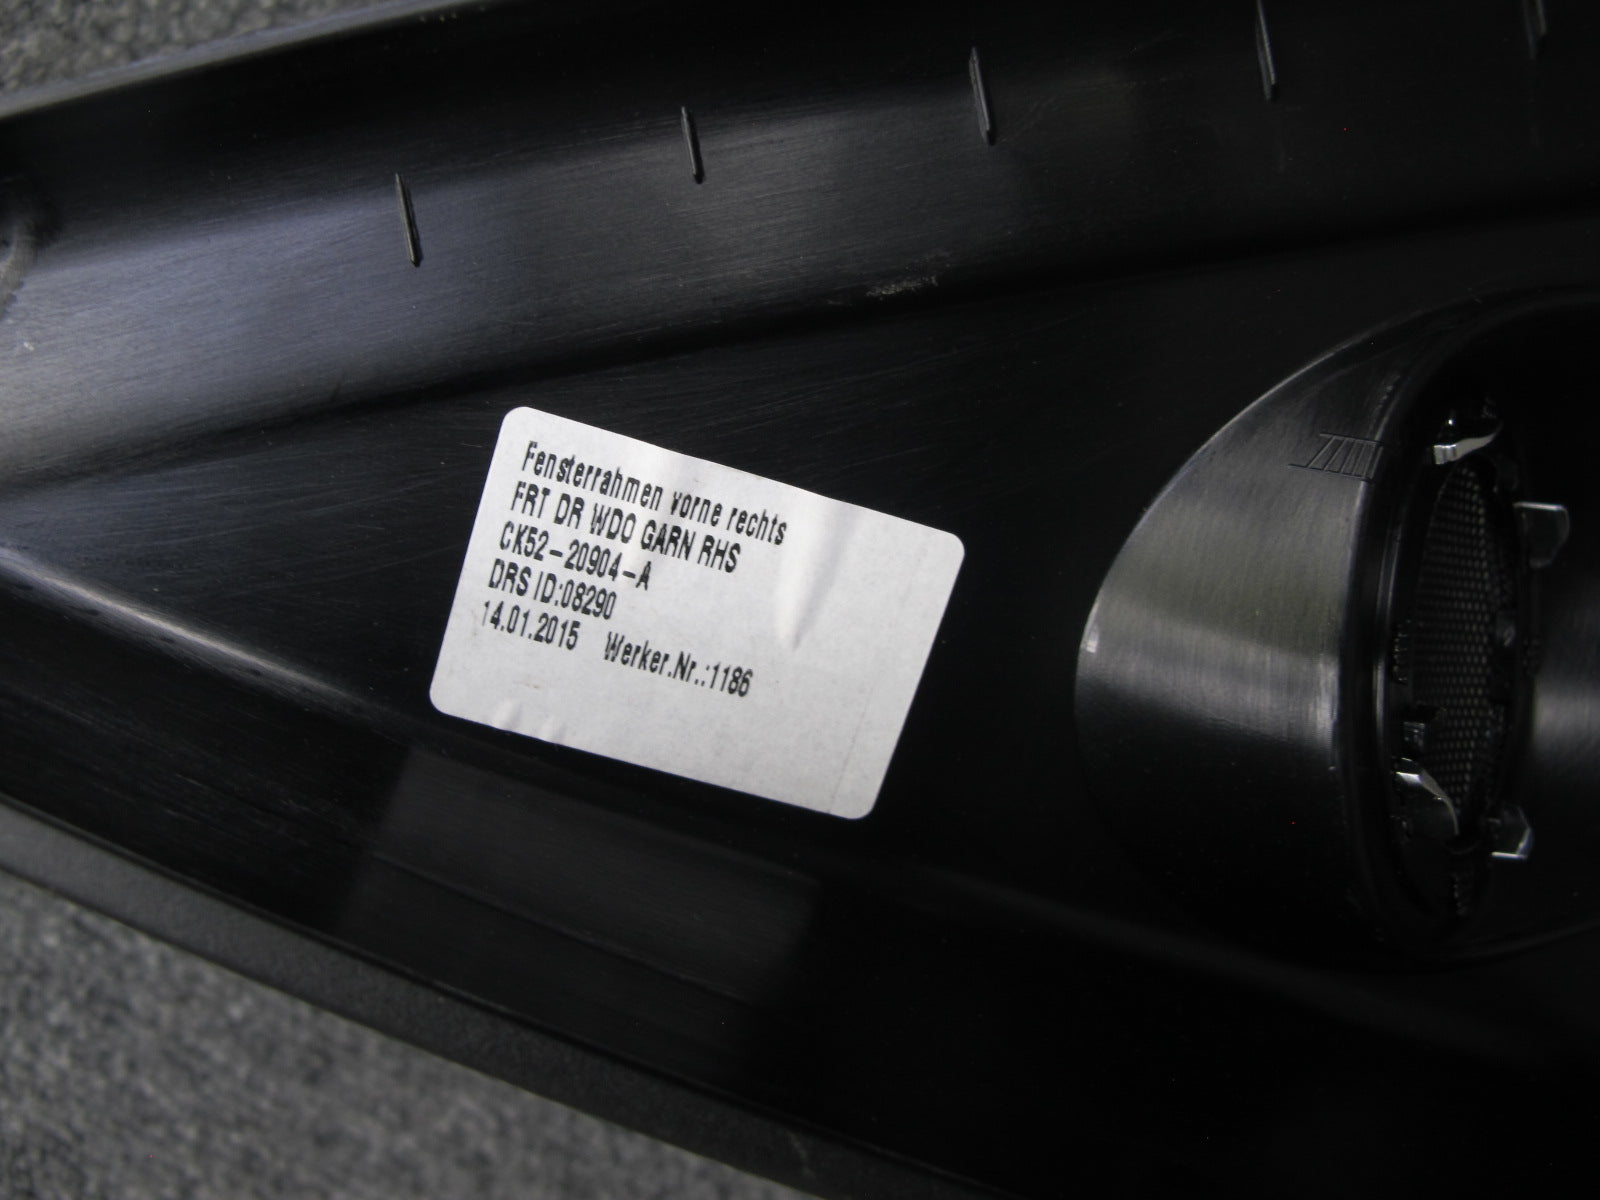 Fensterrahmen vorne rechts
FRT DR WDO GARN RHS
CK52-20904-A
DRS ID:08290
14.01.2015 Werker.Nr.:1186